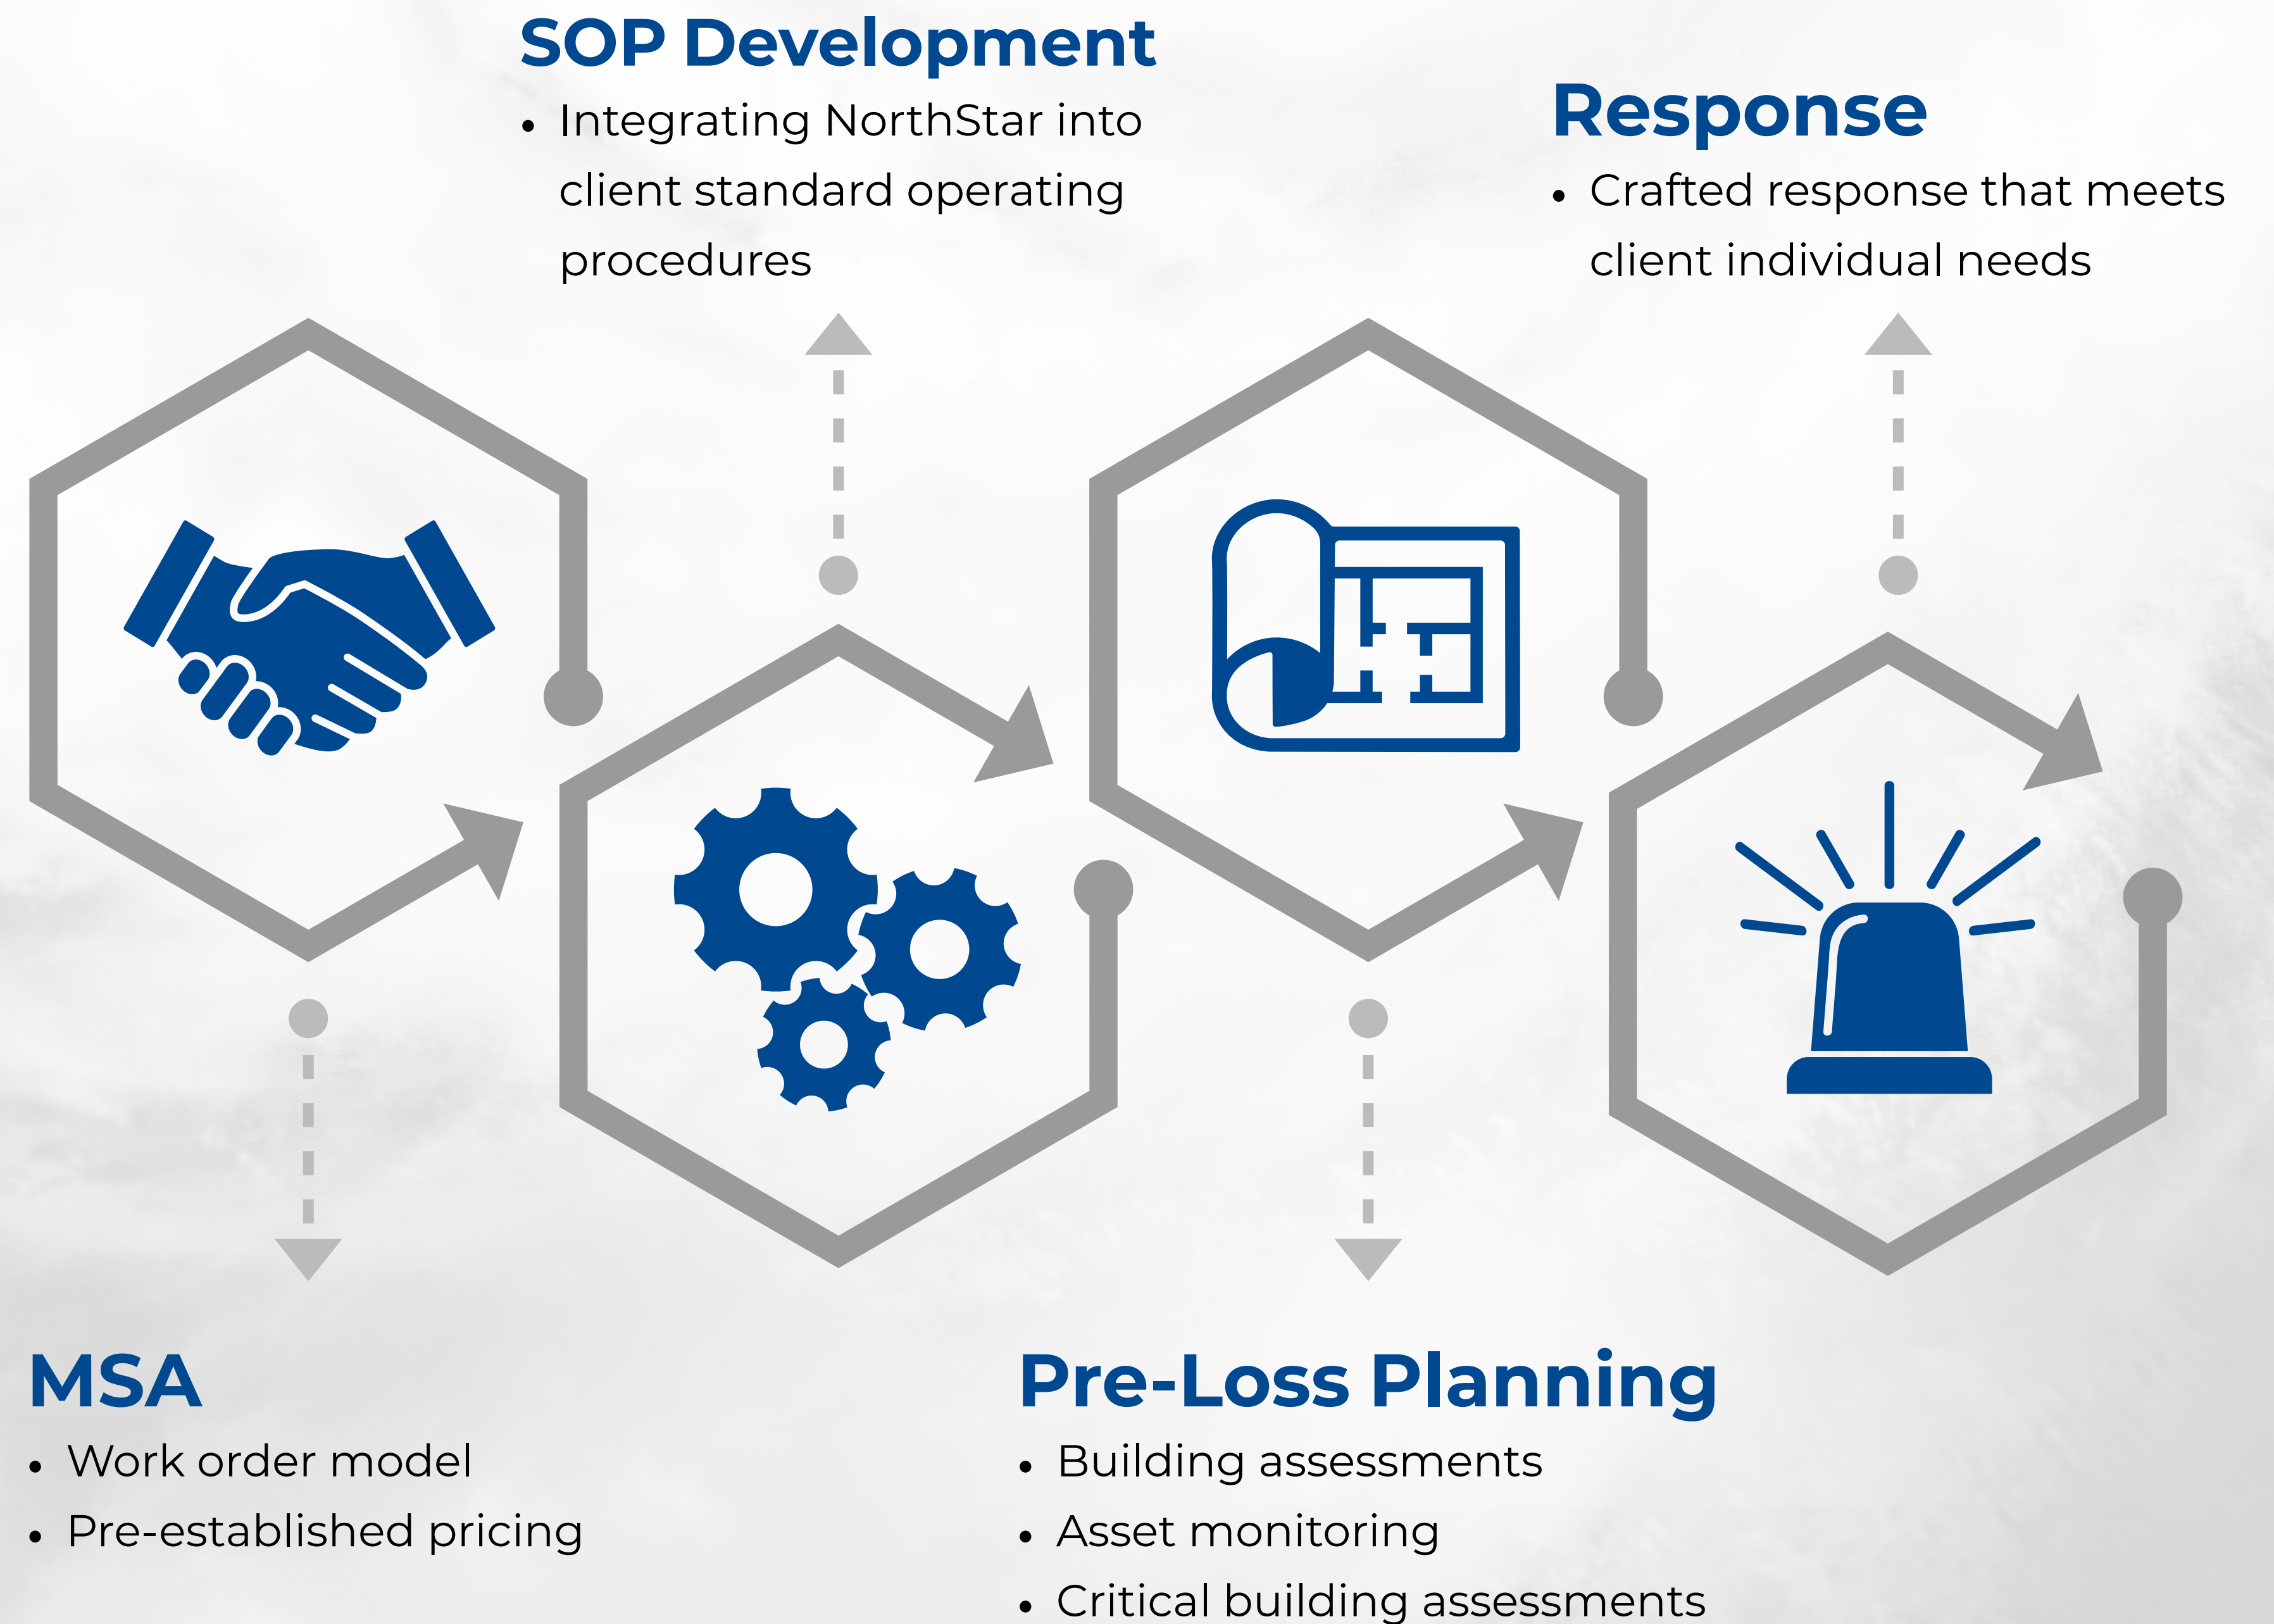 SOP Development
• Integrating NorthStar into
client standard operating
procedures
Response
• Crafted response that meets
client individual needs
MSA
• Work order model
• Pre-established pricing
Pre-Loss Planning
• Building assessments
• Asset monitoring
• Critical building assessments